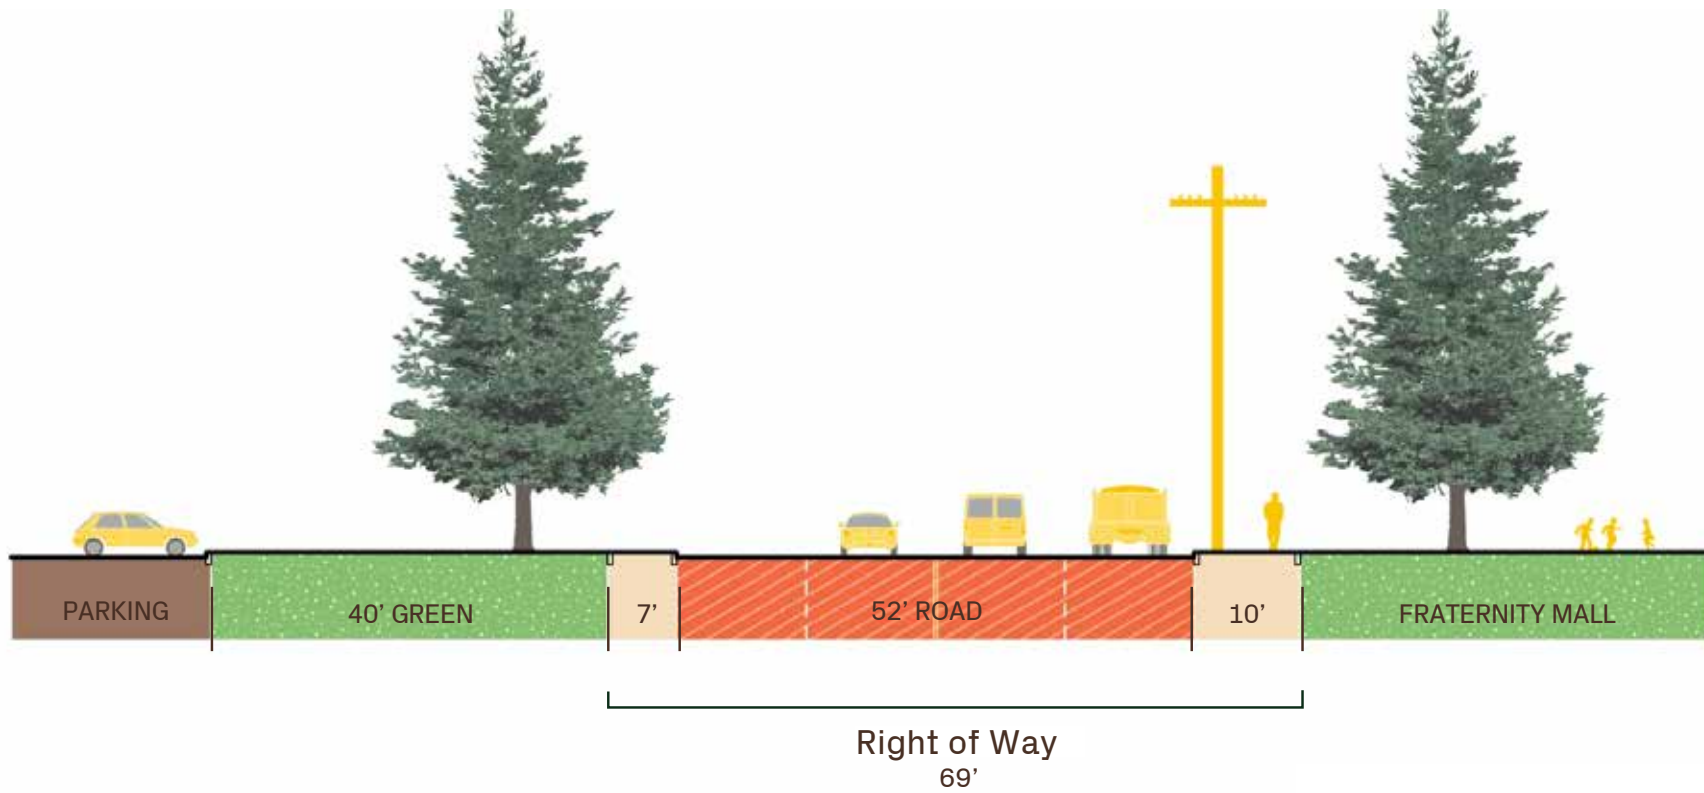 PARKING
40’ GREEN
7’
52’ ROAD
10’
FRATERNITY MALL
Right of Way
69’